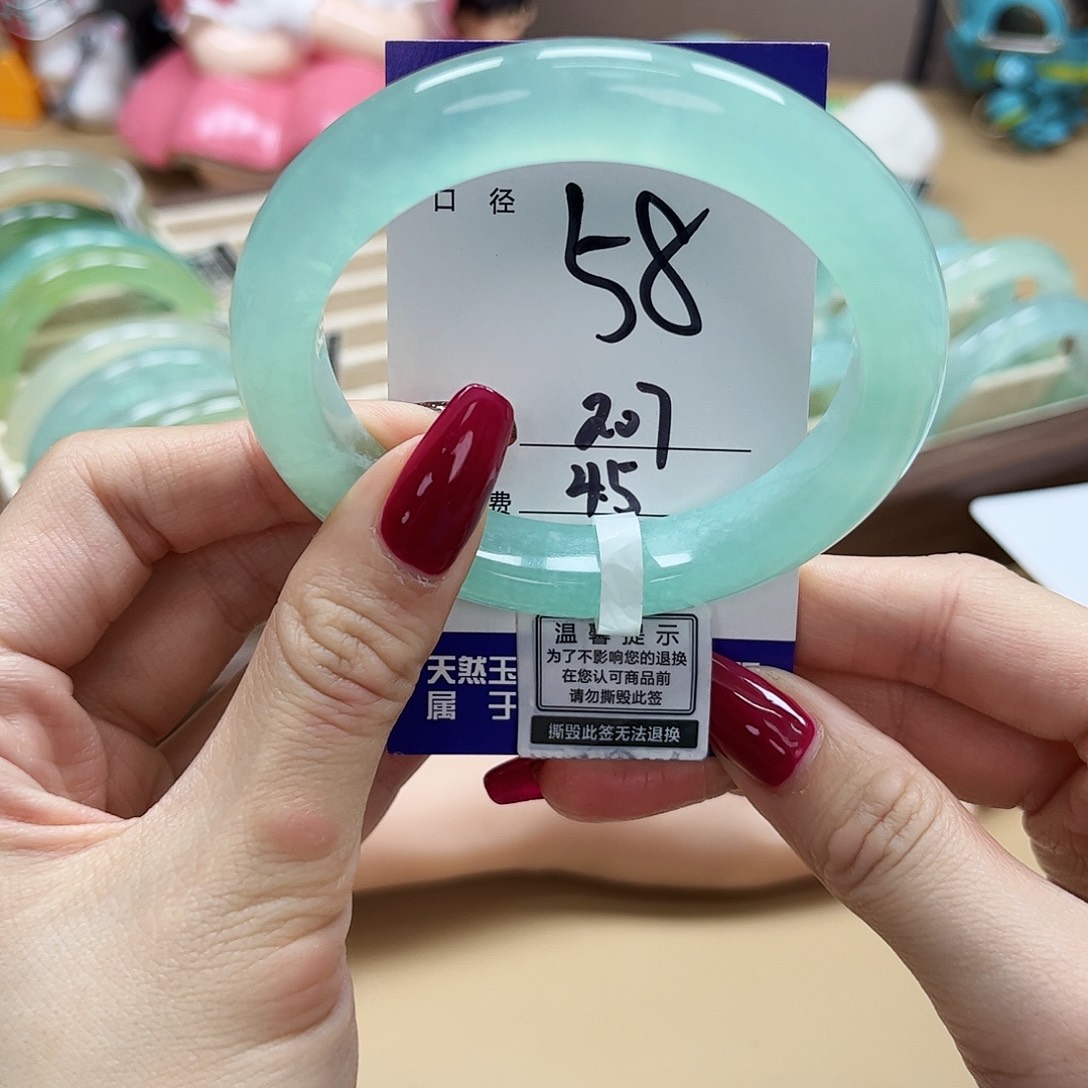 口 径 58
207
费 45
温 馨 提 示
为了不影响您的退换
在您认可商品前
请勿撕毁此签
撕毁此签无法退换
天然玉
属 于